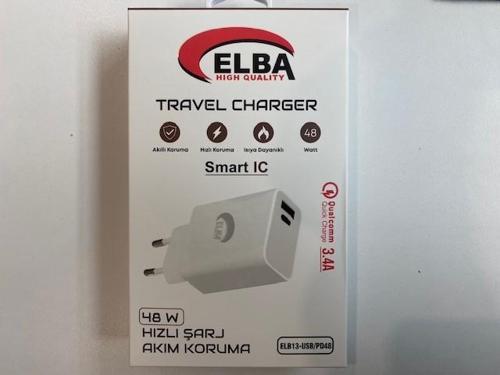 ELBA
HIGH QUALITY
TRAVEL CHARGER
48
Akıllı Koruma
Hızlı Koruma
Isıya Dayanıklı
Watt
Smart IC
Qualcomm
Quick Charge
3.4A
ELBA
48 W
HIZLI ŞARJ
AKIM KORUMA
ELB13-USB/PD48